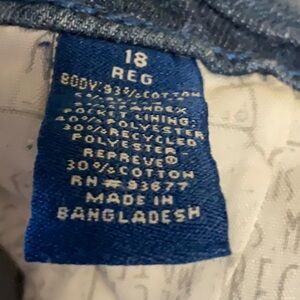 18
REG
BODY: 93% COTTON
SPANDEX
POCKET LINING:
40% POLYESTER
30% RECYCLED
POLYESTER-
REPREVE®
30% COTTON
RN# 93677
MADE IN
BANGLADESH